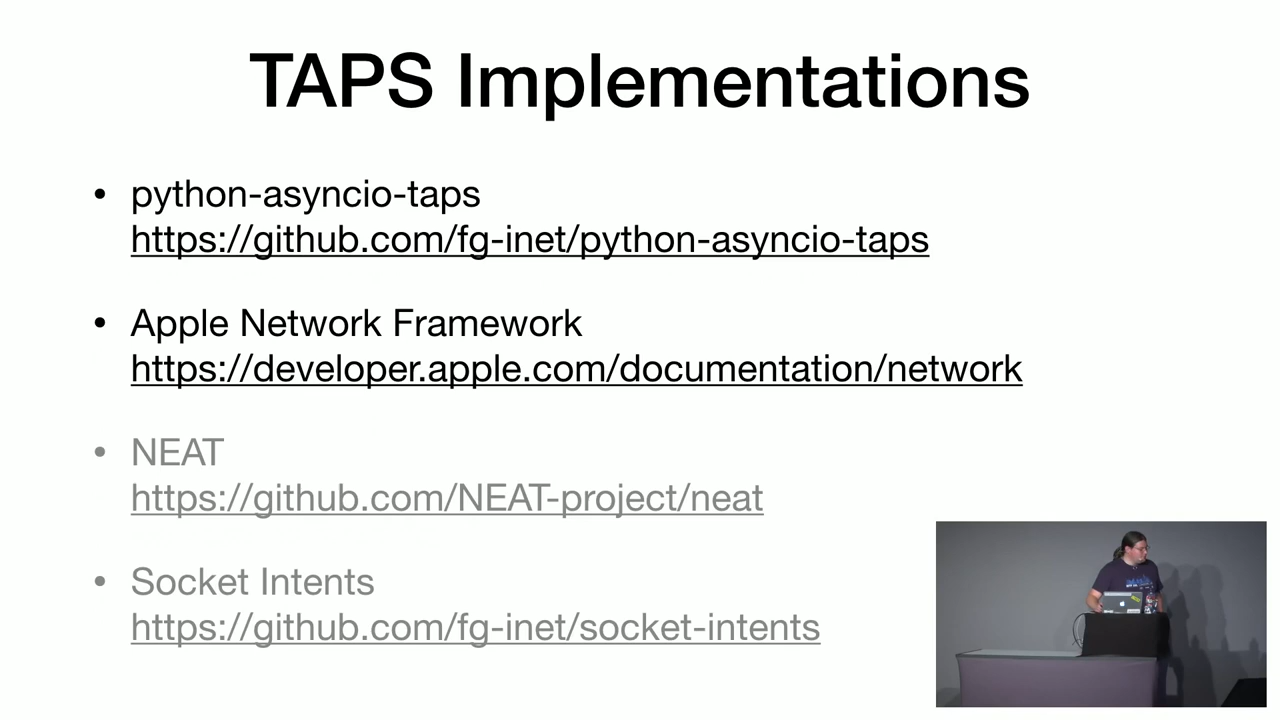 TAPS Implementations
• python-asyncio-taps
https://github.com/fg-inet/python-asyncio-taps
• Apple Network Framework
https://developer.apple.com/documentation/network
• NEAT
https://github.com/NEAT-project/neat
• Socket Intents
https://github.com/fg-inet/socket-intents